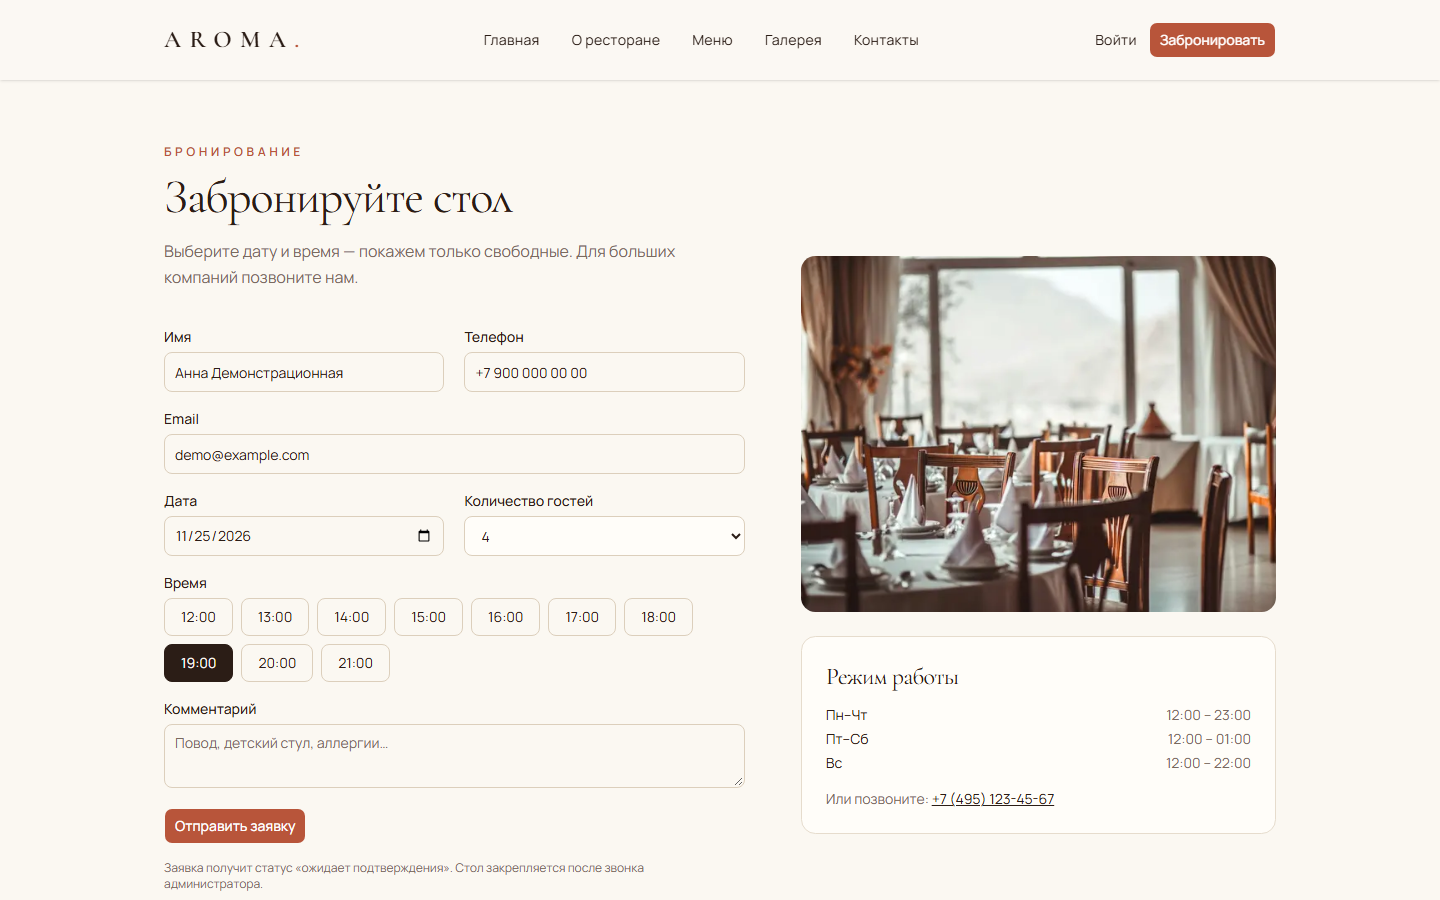 AROMA.
Главная
О ресторане
Меню
Галерея
Контакты
Войти
Забронировать
БРОНИРОВАНИЕ
Забронируйте стол
Выберите дату и время — покажем только свободные. Для больших
компаний позвоните нам.
Имя
Телефон
Анна Демонстрационная
+7 900 000 00 00
Email
demo@example.com
Дата
Количество гостей
11/25/2026
4
Время
12:00
13:00
14:00
15:00
16:00
17:00
18:00
19:00
20:00
21:00
Комментарий
Повод, детский стул, аллергии…
Отправить заявку
Заявка получит статус «ожидает подтверждения». Стол закрепляется после звонка
администратора.
Режим работы
Пн–Чт 12:00 – 23:00
Пт–Сб 12:00 – 01:00
Вс 12:00 – 22:00
Или позвоните: +7 (495) 123-45-67